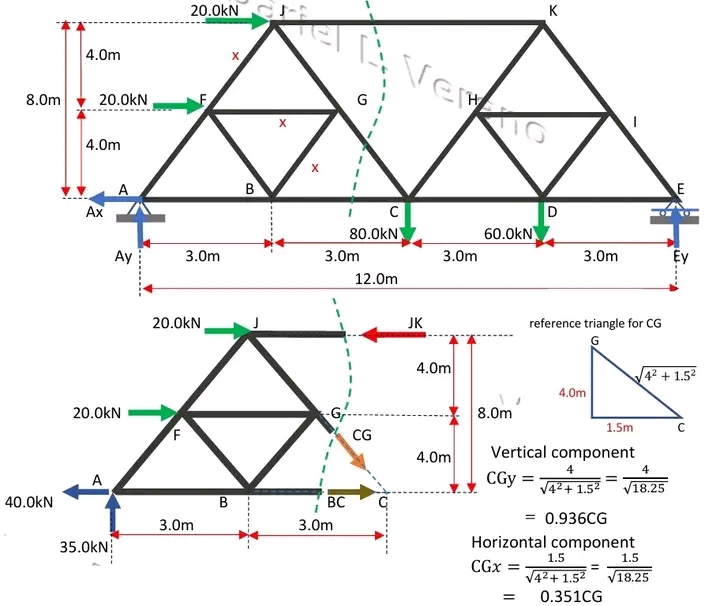 20.0kN
J
K
x
4.0m
20.0kN
F
G
H
8.0m
x
I
4.0m
x
A
B
C
D
E
Ax
80.0kN
60.0kN
Ay
3.0m
3.0m
3.0m
3.0m
Ey
12.0m
20.0kN
J
JK
4.0m
20.0kN
F
G
8.0m
CG
4.0m
A
40.0kN
B
BC
C
3.0m
3.0m
35.0kN
reference triangle for CG
G
√4² + 1.5²
4.0m
1.5m
C
Vertical component
CGy = 4/√4²+ 1.5² = 4/√18.25
= 0.936CG
Horizontal component
CGx = 1.5/√4²+ 1.5² = 1.5/√18.25
= 0.351CG